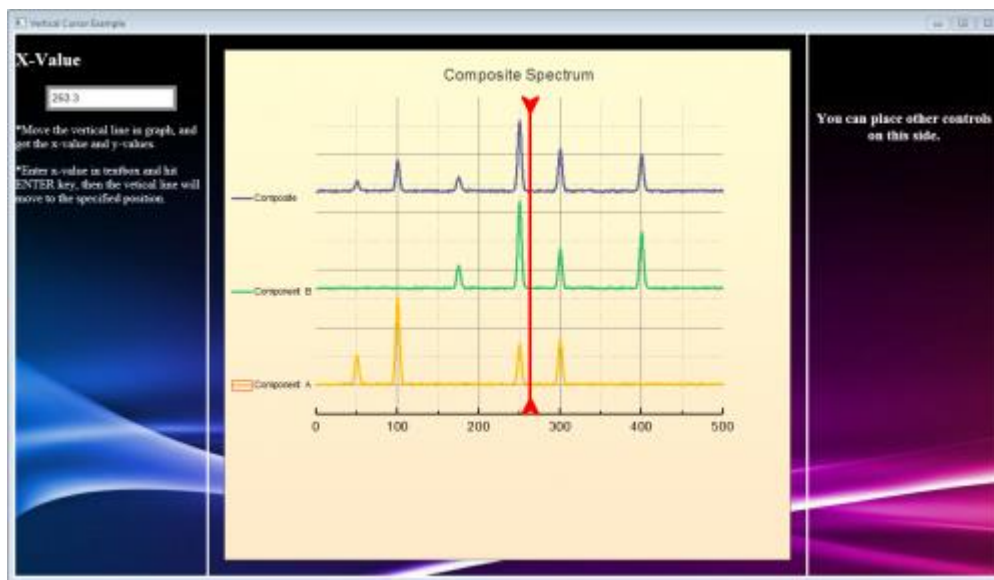 Vertical Cursor Example
X-Value
263.3
*Move the vertical line in graph, and
get the x-value and y-values.
*Enter x-value in textbox and hit
ENTER key, then the vetical line will
move to the specified position.
Composite Spectrum
Composite
Component B
Component A
0 100 200 300 400 500
You can place other controls
on this side.